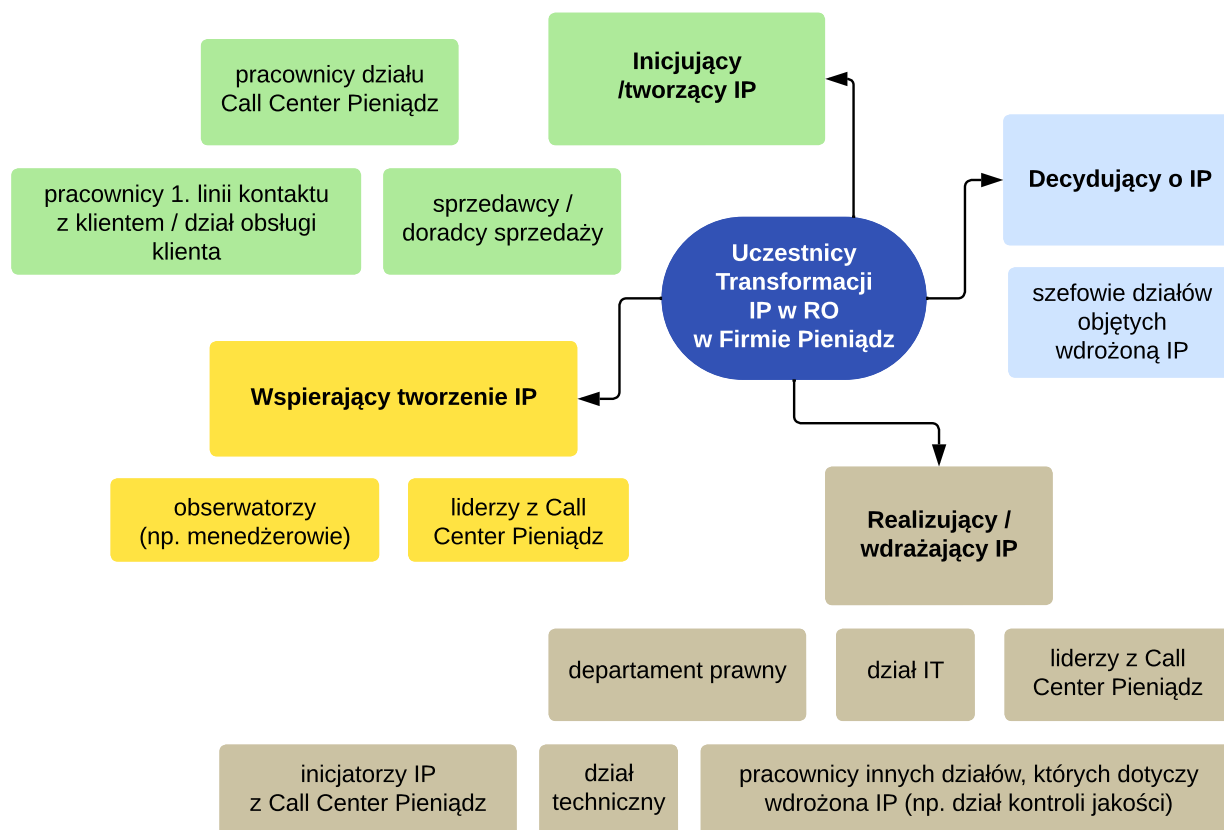 Inicjujący
/tworzący IP
pracownicy działu
Call Center Pieniądz
pracownicy 1. linii kontaktu
z klientem / dział obsługi
klienta
sprzedawcy /
doradcy sprzedaży
Decydujący o IP
szefowie działów
objętych
wdrożoną IP
Uczestnicy
Transformacji
IP w RO
w Firmie Pieniądz
Wspierający tworzenie IP
obserwatorzy
(np. menedżerowie)
liderzy z Call
Center Pieniądz
Realizujący /
wdrażający IP
departament prawny
dział IT
liderzy z Call
Center Pieniądz
inicjatorzy IP
z Call Center Pieniądz
dział
techniczny
pracownicy innych działów, których dotyczy
wdrożona IP (np. dział kontroli jakości)